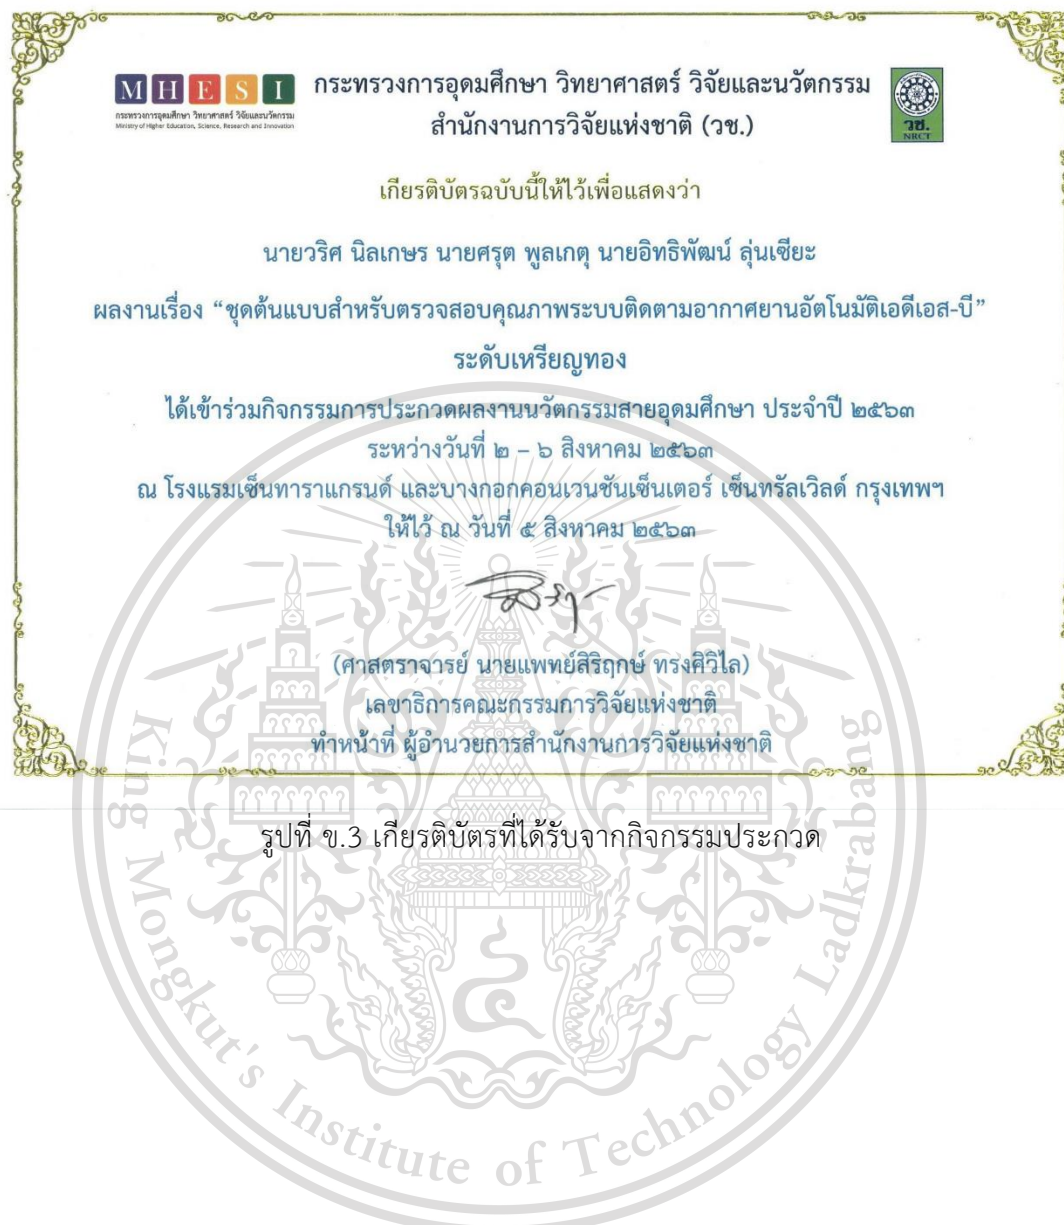 MHESI
กระทรวงการอุดมศึกษา วิทยาศาสตร์ วิจัยและนวัตกรรม
Ministry of Higher Education, Science, Research and Innovation
กระทรวงการอุดมศึกษา วิทยาศาสตร์ วิจัยและนวัตกรรม
สำนักงานการวิจัยแห่งชาติ (วช.)
วช.
NRCT
เกียรติบัตรฉบับนี้ให้ไว้เพื่อแสดงว่า
นายวริศ นิลเกษร นายศรุต พูลเกตุ นายอิทธิพัฒน์ ลุ่นเซียะ
ผลงานเรื่อง “ชุดต้นแบบสำหรับตรวจสอบคุณภาพระบบติดตามอากาศยานอัตโนมัติเอดีเอส-บี”
ระดับเหรียญทอง
ได้เข้าร่วมกิจกรรมการประกวดผลงานนวัตกรรมสายอุดมศึกษา ประจำปี ๒๕๖๓
ระหว่างวันที่ ๒ – ๖ สิงหาคม ๒๕๖๓
ณ โรงแรมเซ็นทาราแกรนด์ และบางกอกคอนเวนชันเซ็นเตอร์ เซ็นทรัลเวิลด์ กรุงเทพฯ
ให้ไว้ ณ วันที่ ๕ สิงหาคม ๒๕๖๓
(ศาสตราจารย์ นายแพทย์สิริฤกษ์ ทรงศิวิไล)
เลขาธิการคณะกรรมการวิจัยแห่งชาติ
ทำหน้าที่ ผู้อำนวยการสำนักงานการวิจัยแห่งชาติ
รูปที่ ข.3 เกียรติบัตรที่ได้รับจากกิจกรรมประกวด
King Mongkut's Institute of Technology Ladkrabang